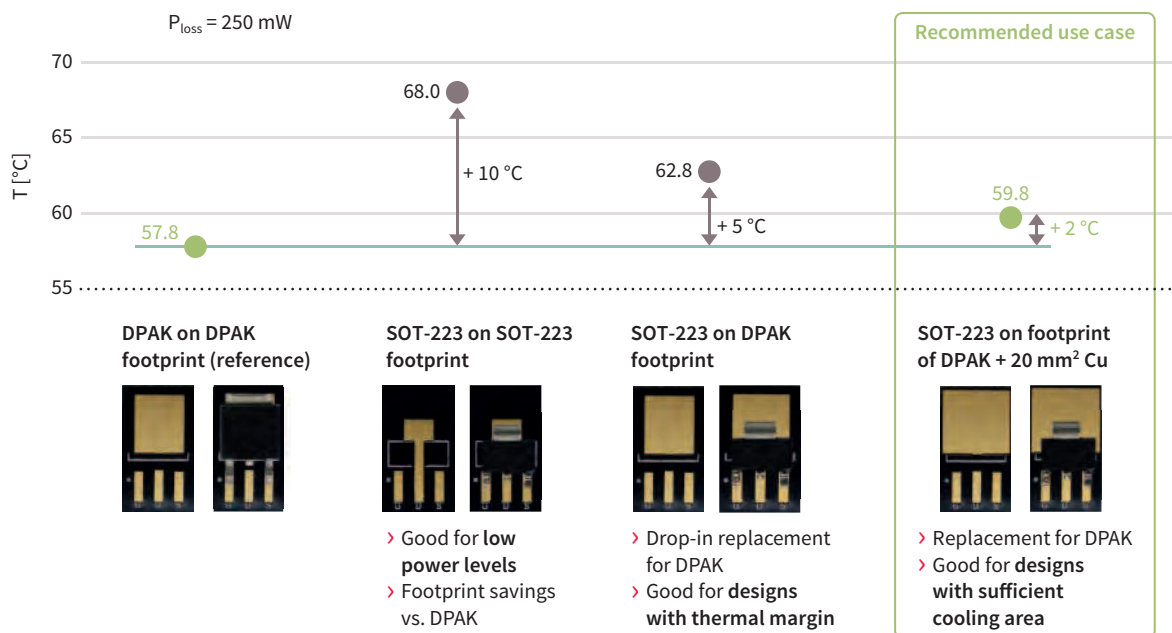 P_loss = 250 mW
Recommended use case
70
65
60
55
T [°C]
57.8
68.0
+ 10 °C
62.8
+ 5 °C
59.8
+ 2 °C
DPAK on DPAK
footprint (reference)
SOT-223 on SOT-223
footprint
› Good for low
power levels
› Footprint savings
vs. DPAK
SOT-223 on DPAK
footprint
› Drop-in replacement
for DPAK
› Good for designs
with thermal margin
SOT-223 on footprint
of DPAK + 20 mm² Cu
› Replacement for DPAK
› Good for designs
with sufficient
cooling area